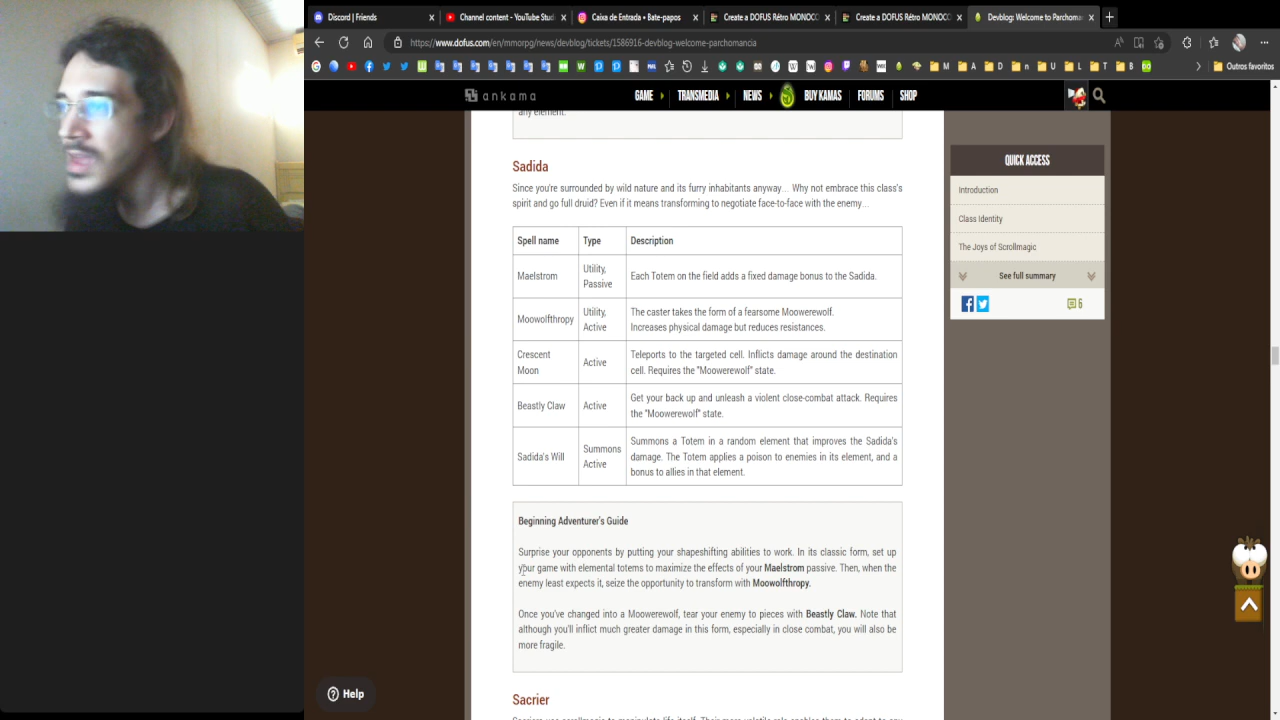 Discord | Friends
Channel content - YouTube Stud
Caixa de Entrada • Bate-papos
Create a DOFUS Rétro MONOCO
Create a DOFUS Rétro MONOCO
Devblog: Welcome to Parchoma
https://www.dofus.com/en/mmorpg/news/devblog/tickets/1586916-devblog-welcome-parchomancia
Outros favoritos
ankama
GAME
TRANSMEDIA
NEWS
BUY KAMAS
FORUMS
SHOP
any element.
Sadida
Since you're surrounded by wild nature and its furry inhabitants anyway... Why not embrace this class's
spirit and go full druid? Even if it means transforming to negotiate face-to-face with the enemy...
Spell name Type Description
Maelstrom Utility, Passive Each Totem on the field adds a fixed damage bonus to the Sadida.
Moowolfthropy Utility, Active The caster takes the form of a fearsome Moowerewolf.
Increases physical damage but reduces resistances.
Crescent Moon Active Teleports to the targeted cell. Inflicts damage around the destination
cell. Requires the "Moowerewolf" state.
Beastly Claw Active Get your back up and unleash a violent close-combat attack. Requires
the "Moowerewolf" state.
Sadida's Will Summons Active Summons a Totem in a random element that improves the Sadida's
damage. The Totem applies a poison to enemies in its element, and a
bonus to allies in that element.
Beginning Adventurer's Guide
Surprise your opponents by putting your shapeshifting abilities to work. In its classic form, set up
your game with elemental totems to maximize the effects of your Maelstrom passive. Then, when the
enemy least expects it, seize the opportunity to transform with Moowolfthropy.
Once you've changed into a Moowerewolf, tear your enemy to pieces with Beastly Claw. Note that
although you'll inflict much greater damage in this form, especially in close combat, you will also be
more fragile.
Sacrier
QUICK ACCESS
Introduction
Class Identity
The Joys of Scrollmagic
See full summary
6
Help